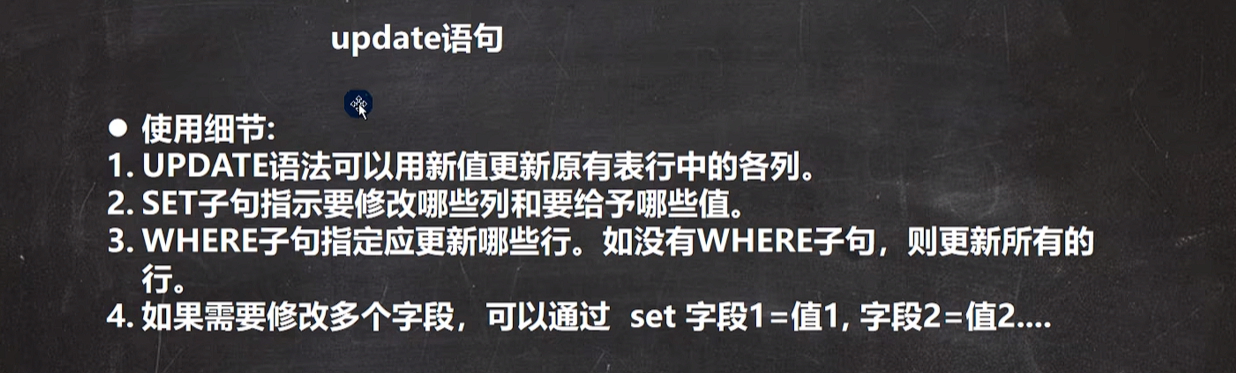 update语句
● 使用细节:
1. UPDATE语法可以用新值更新原有表行中的各列。
2. SET子句指示要修改哪些列和要给予哪些值。
3. WHERE子句指定应更新哪些行。如没有WHERE子句，则更新所有的
行。
4. 如果需要修改多个字段，可以通过 set 字段1=值1, 字段2=值2....